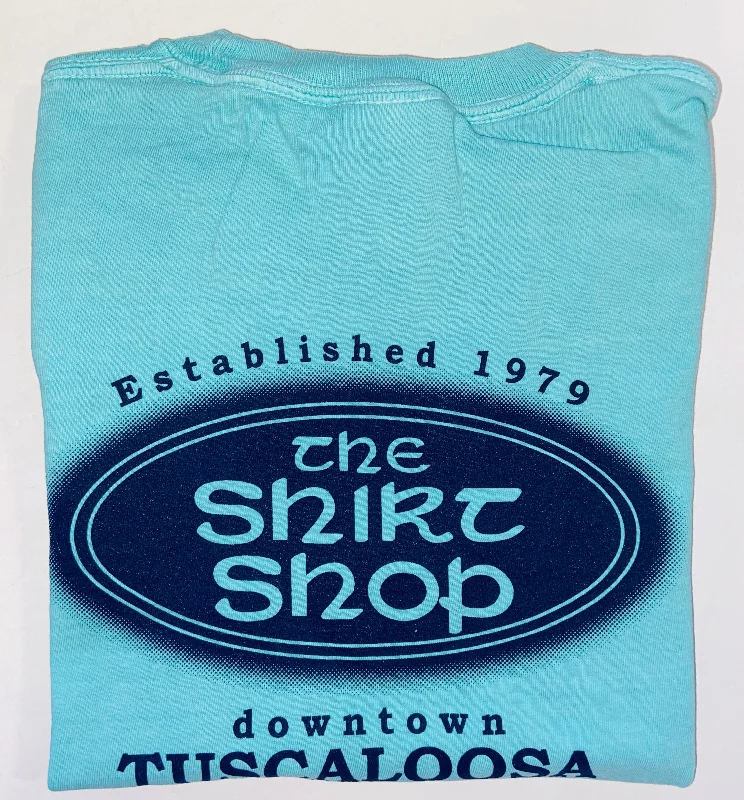 Established 1979
The
Shirt
Shop
downtown
TUSCALOOSA